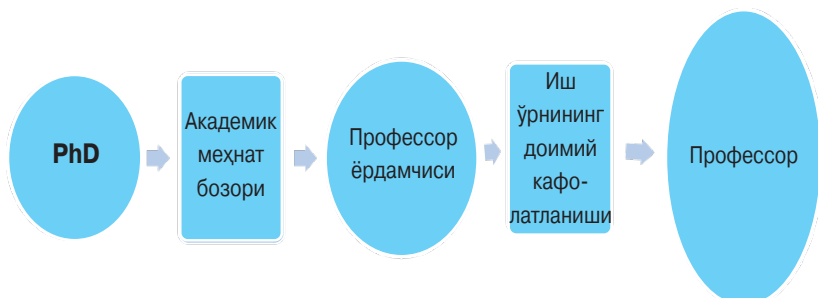 PhD
Академик
меҳнат
бозори
Профессор
ёрдамчиси
Иш
ўрнининг
доимий
кафо-
латланиши
Профессор